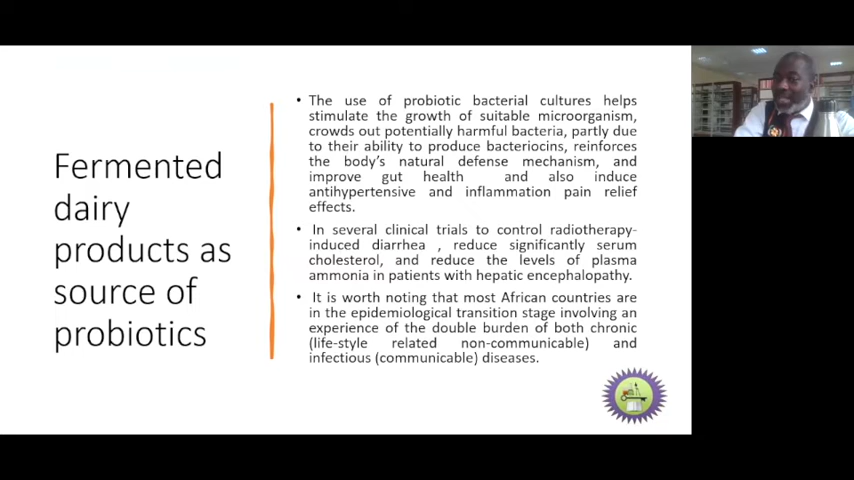 Fermented
dairy
products as
source of
probiotics
• The use of probiotic bacterial cultures helps
stimulate the growth of suitable microorganism,
crowds out potentially harmful bacteria, partly due
to their ability to produce bacteriocins, reinforces
the body's natural defense mechanism, and
improve gut health and also induce
antihypertensive and inflammation pain relief
effects.
• In several clinical trials to control radiotherapy-
induced diarrhea , reduce significantly serum
cholesterol, and reduce the levels of plasma
ammonia in patients with hepatic encephalopathy.
• It is worth noting that most African countries are
in the epidemiological transition stage involving an
experience of the double burden of both chronic
(life-style related non-communicable) and
infectious (communicable) diseases.